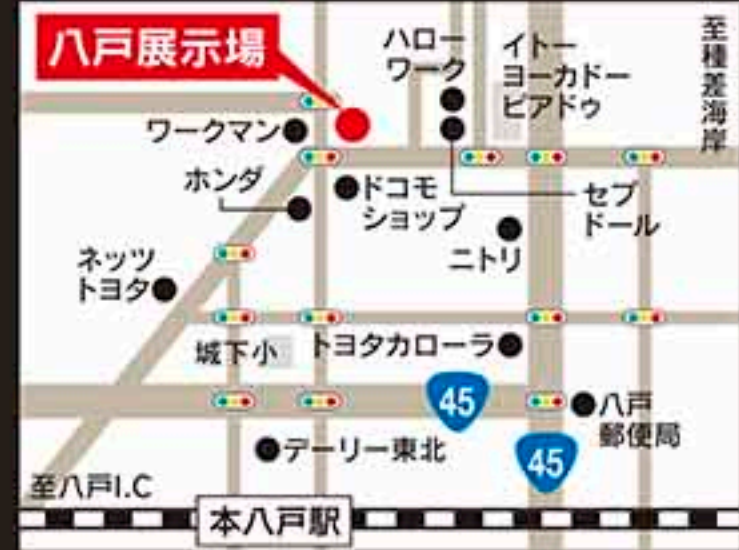 八戸展示場
ハロー
ワーク
イトー
ヨーカドー
ピアドゥ
至種差海岸
ワークマン
ホンダ
ドコモ
ショップ
セブ
ドール
ニトリ
ネッツ
トヨタ
城下小
トヨタカローラ
45
八戸
郵便局
デーリー東北
45
至八戸I.C
本八戸駅